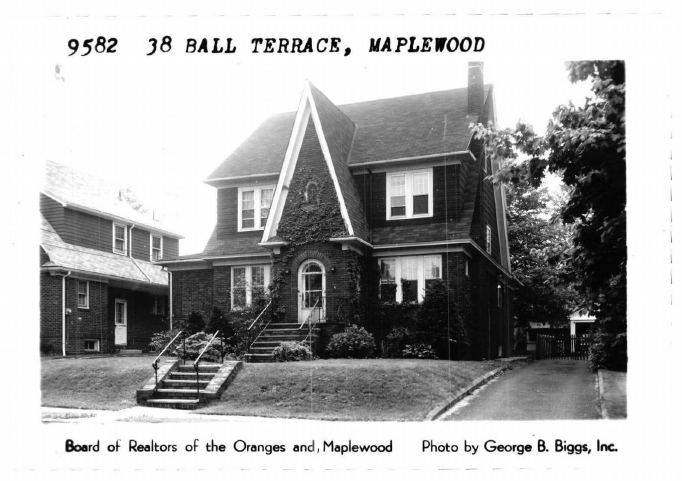 9582 38 BALL TERRACE, MAPLEWOOD
Board of Realtors of the Oranges and, Maplewood Photo by George B. Biggs, Inc.